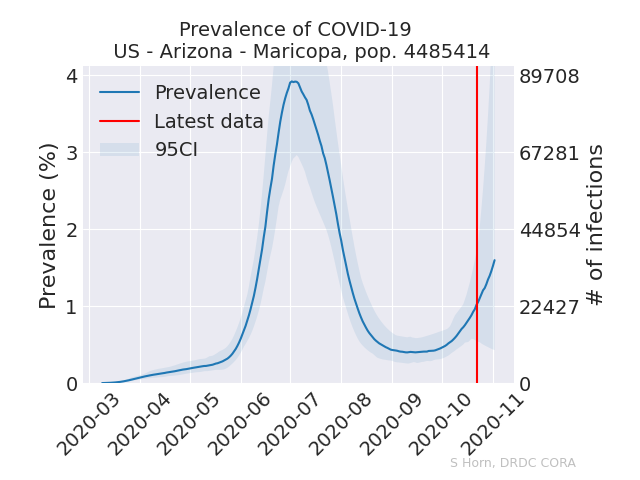 Prevalence of COVID-19
US - Arizona - Maricopa, pop. 4485414
Prevalence
Latest data
95CI
Prevalence (%)
4
3
2
1
0
89708
67281
44854
22427
0
# of infections
2020-03
2020-04
2020-05
2020-06
2020-07
2020-08
2020-09
2020-10
2020-11
S Horn, DRDC CORA